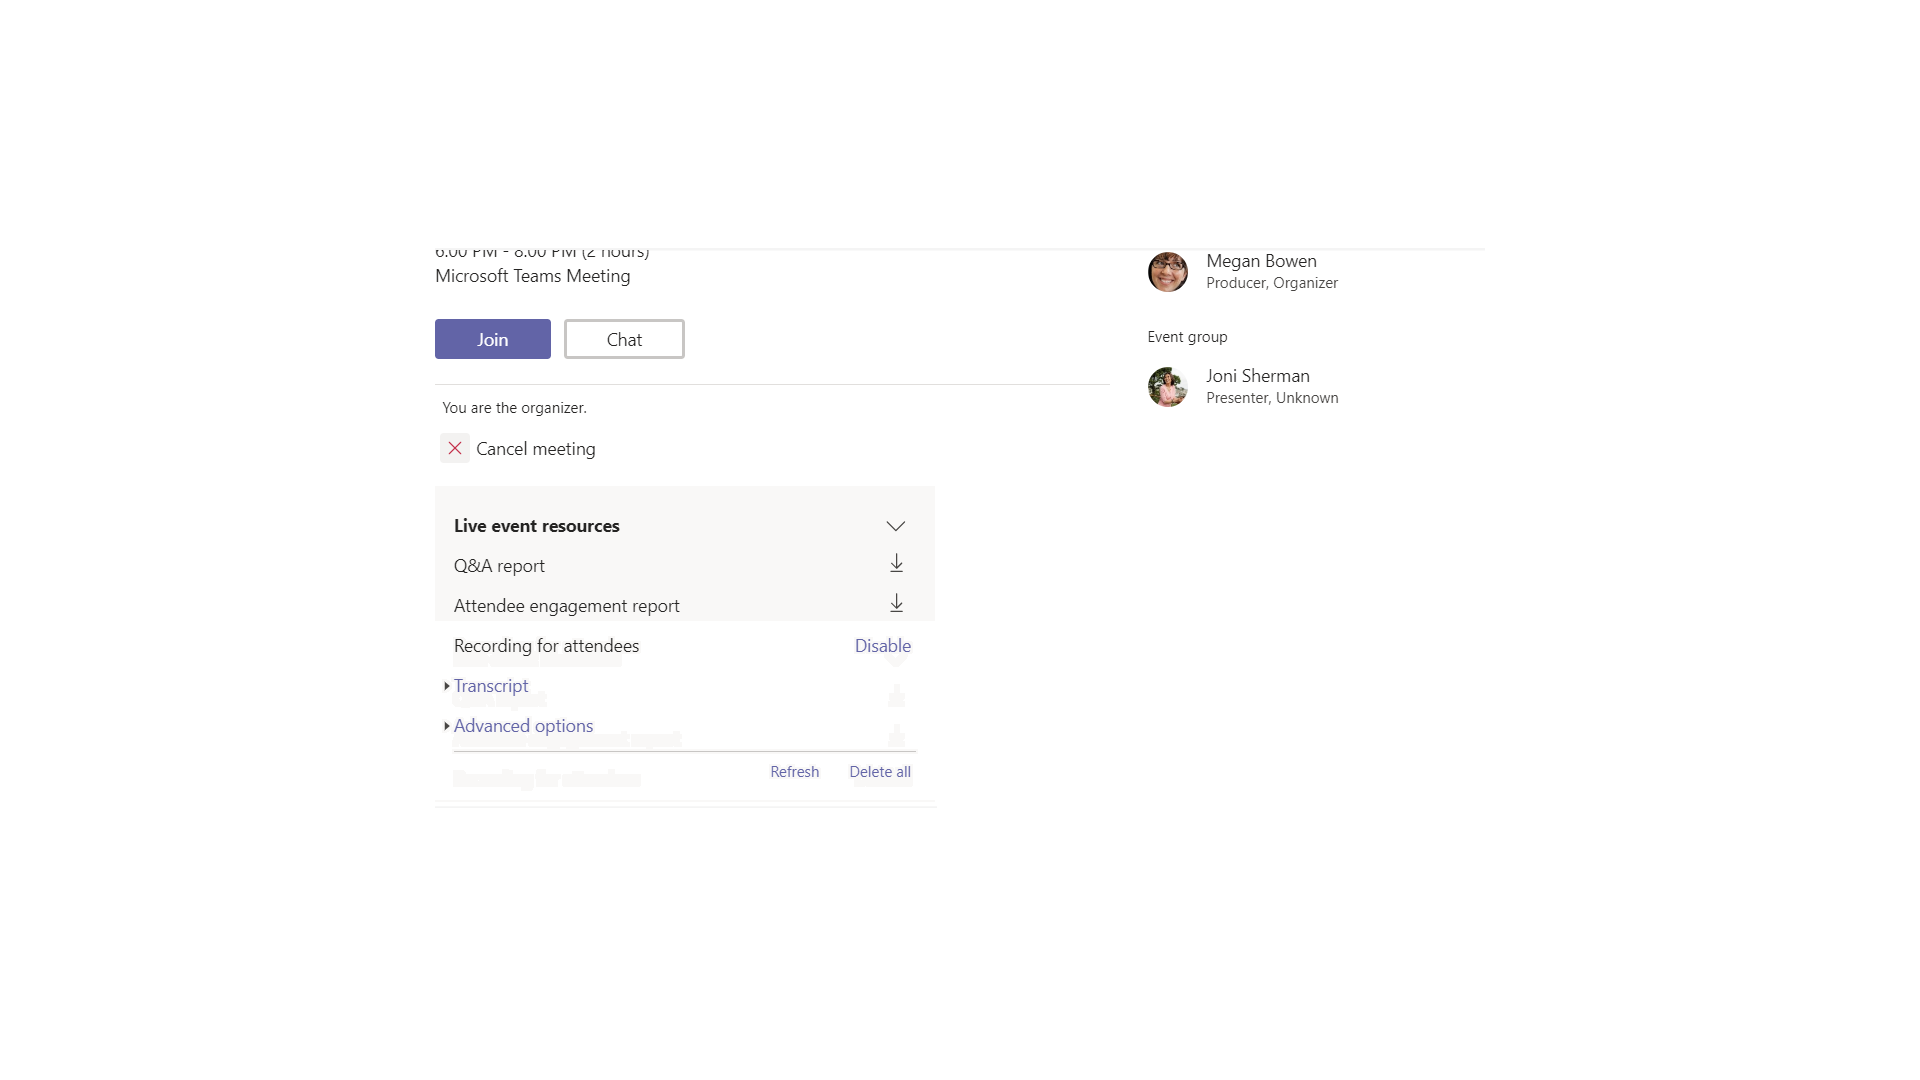 6:00 PM - 8:00 PM (2 hours)
Microsoft Teams Meeting
Join
Chat
You are the organizer.
Cancel meeting
Live event resources
Q&A report
Attendee engagement report
Recording for attendees
Disable
Transcript
Advanced options
Refresh
Delete all
Megan Bowen
Producer, Organizer
Event group
Joni Sherman
Presenter, Unknown